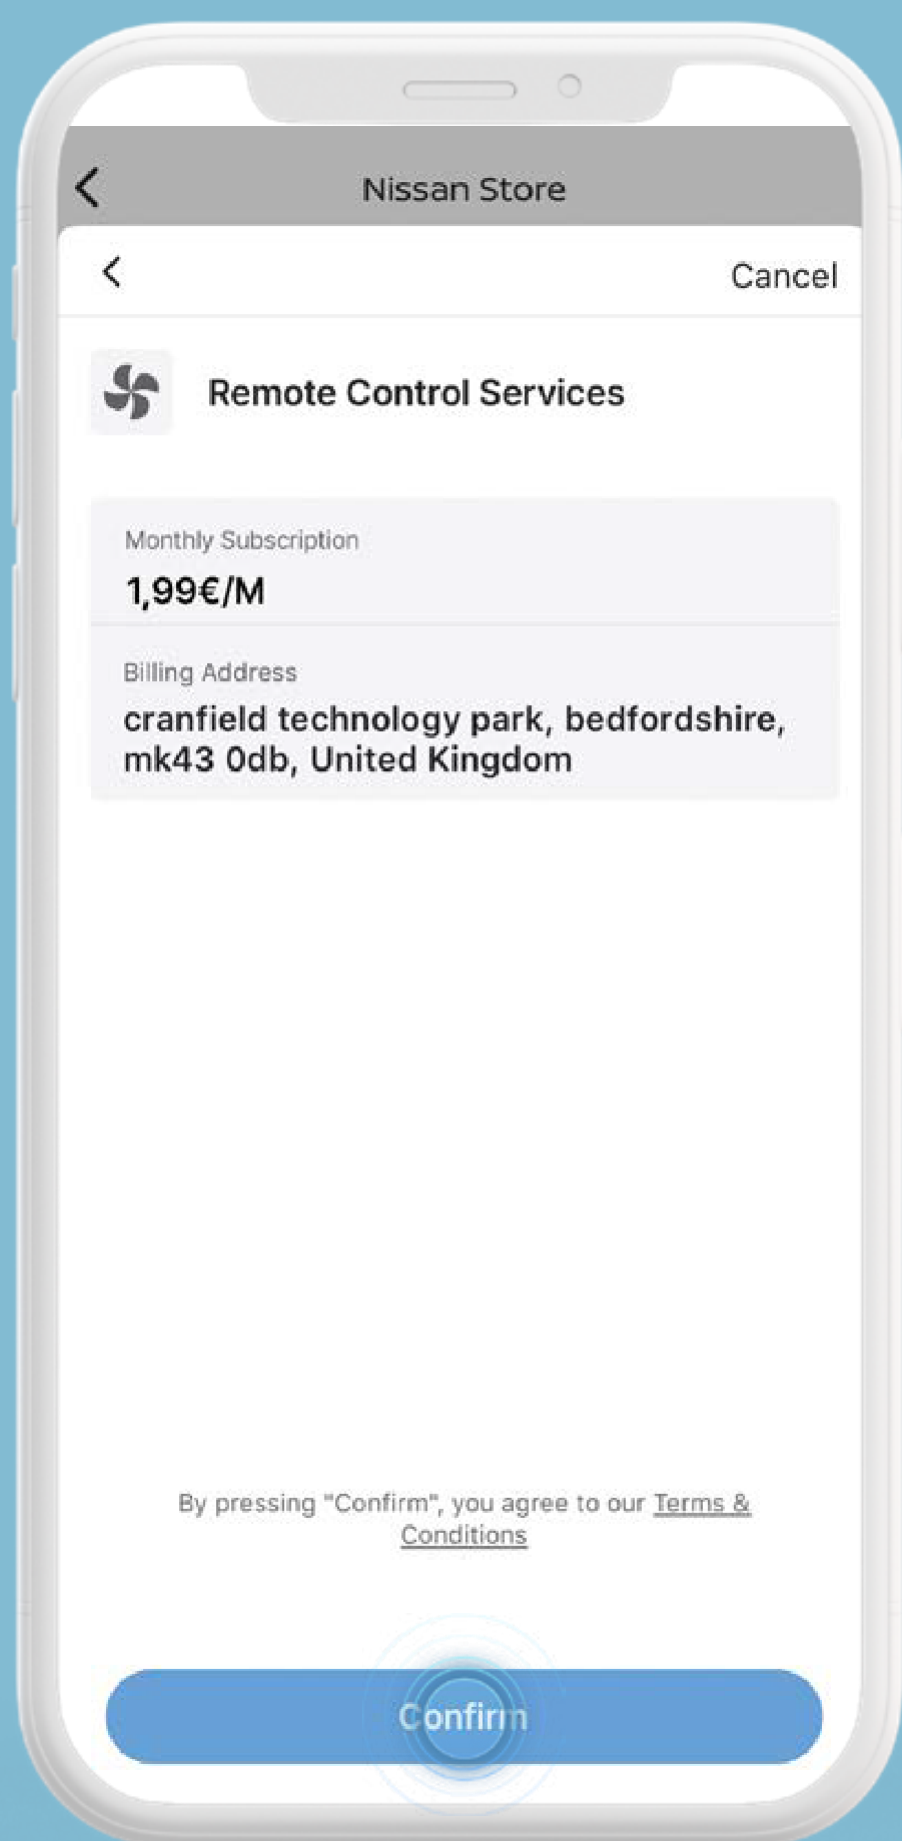 Nissan Store
Cancel
Remote Control Services
Monthly Subscription
1,99€/M
Billing Address
cranfield technology park, bedfordshire,
mk43 0db, United Kingdom
By pressing "Confirm", you agree to our Terms &
Conditions
Confirm